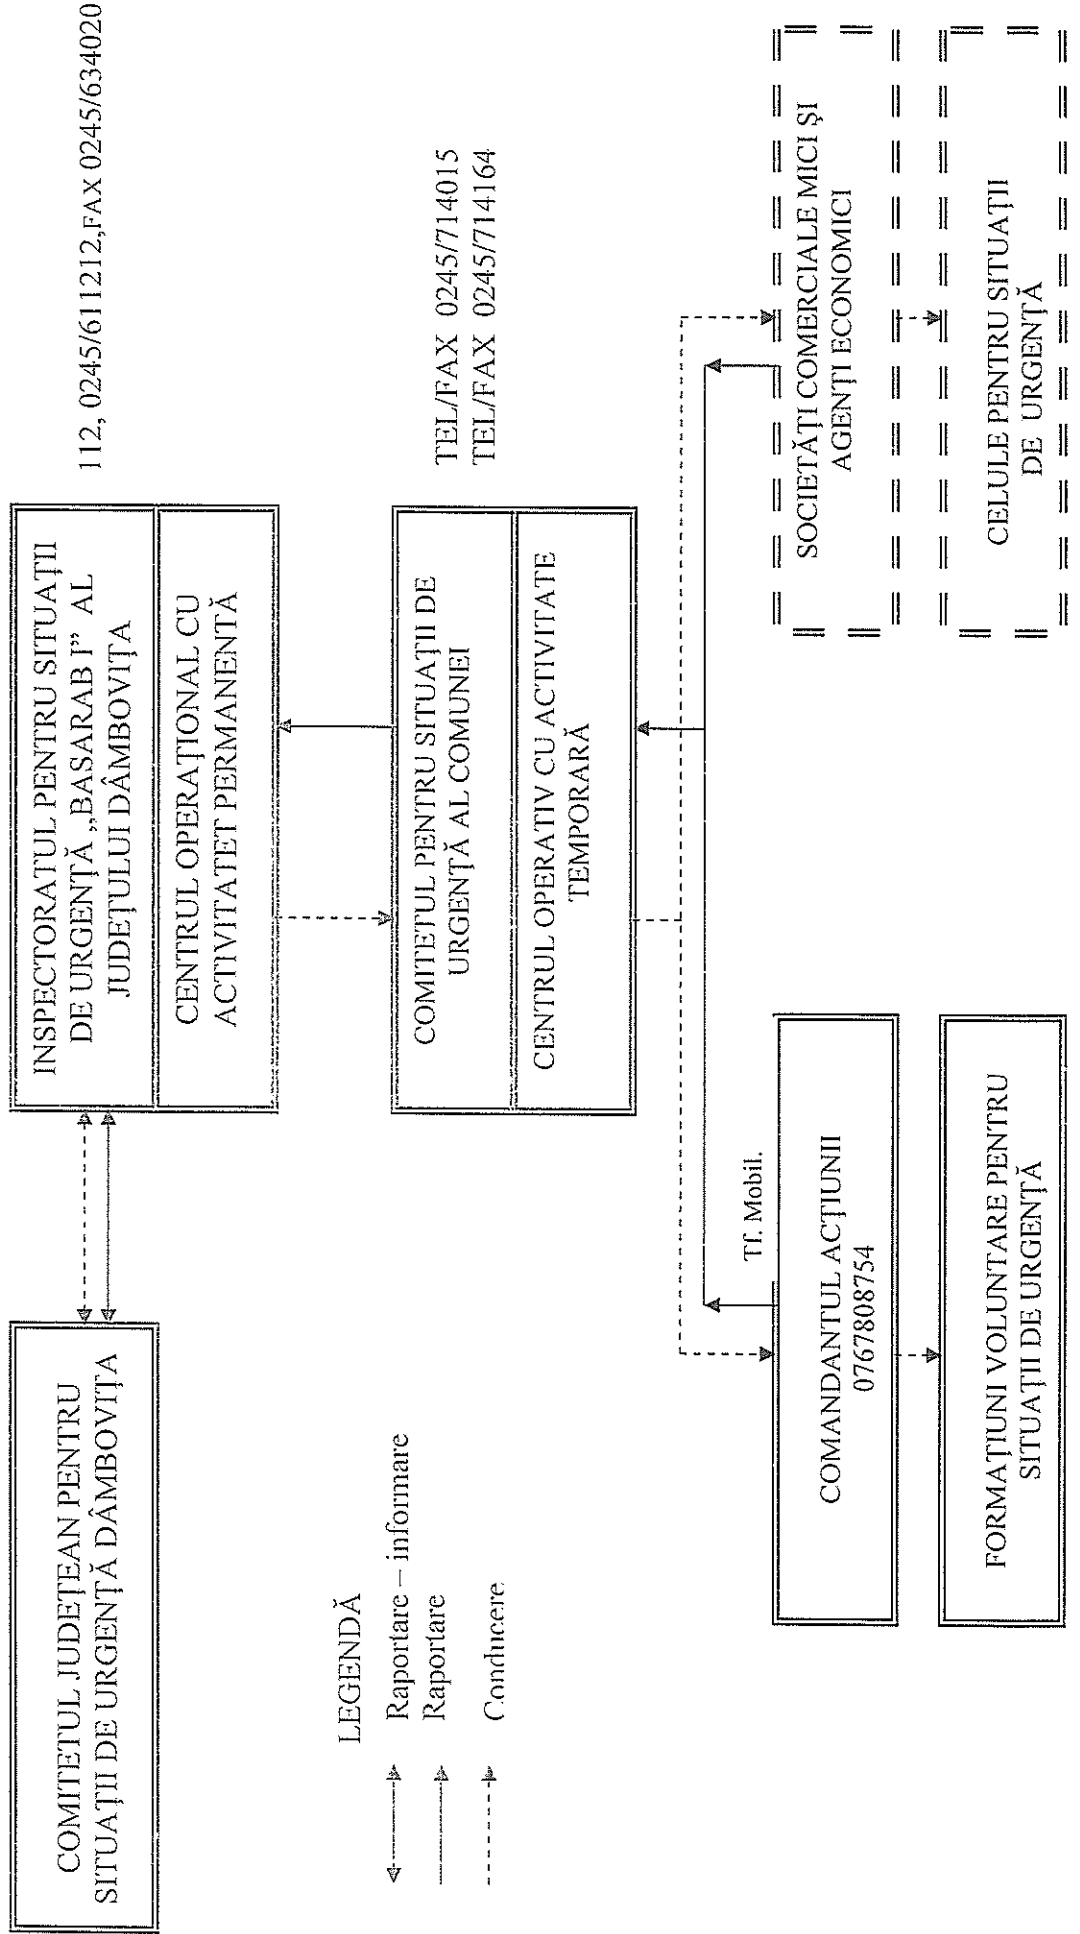 COMITETUL JUDEȚEAN PENTRU
SITUAȚII DE URGENȚĂ DÂMBOVIȚA
INSPECTORATUL PENTRU SITUAȚII
DE URGENȚĂ „BASARAB I” AL
JUDEȚULUI DÂMBOVIȚA
CENTRUL OPERAȚIONAL CU
ACTIVITATET PERMANENTĂ
112, 0245/611212,FAX 0245/634020
LEGENDĂ
Raportare – informare
Raportare
Conducere
COMITETUL PENTRU SITUAȚII DE
URGENȚĂ AL COMUNEI
CENTRUL OPERATIV CU ACTIVITATE
TEMPORARĂ
TEL/FAX 0245/714015
TEL/FAX 0245/714164
Tf. Mobil.
COMANDANTUL ACȚIUNII
0767808754
FORMAȚIUNI VOLUNTARE PENTRU
SITUAȚII DE URGENȚĂ
SOCIETĂȚI COMERCIALE MICI ȘI
AGENȚI ECONOMICI
CELULE PENTRU SITUAȚII
DE URGENȚĂ